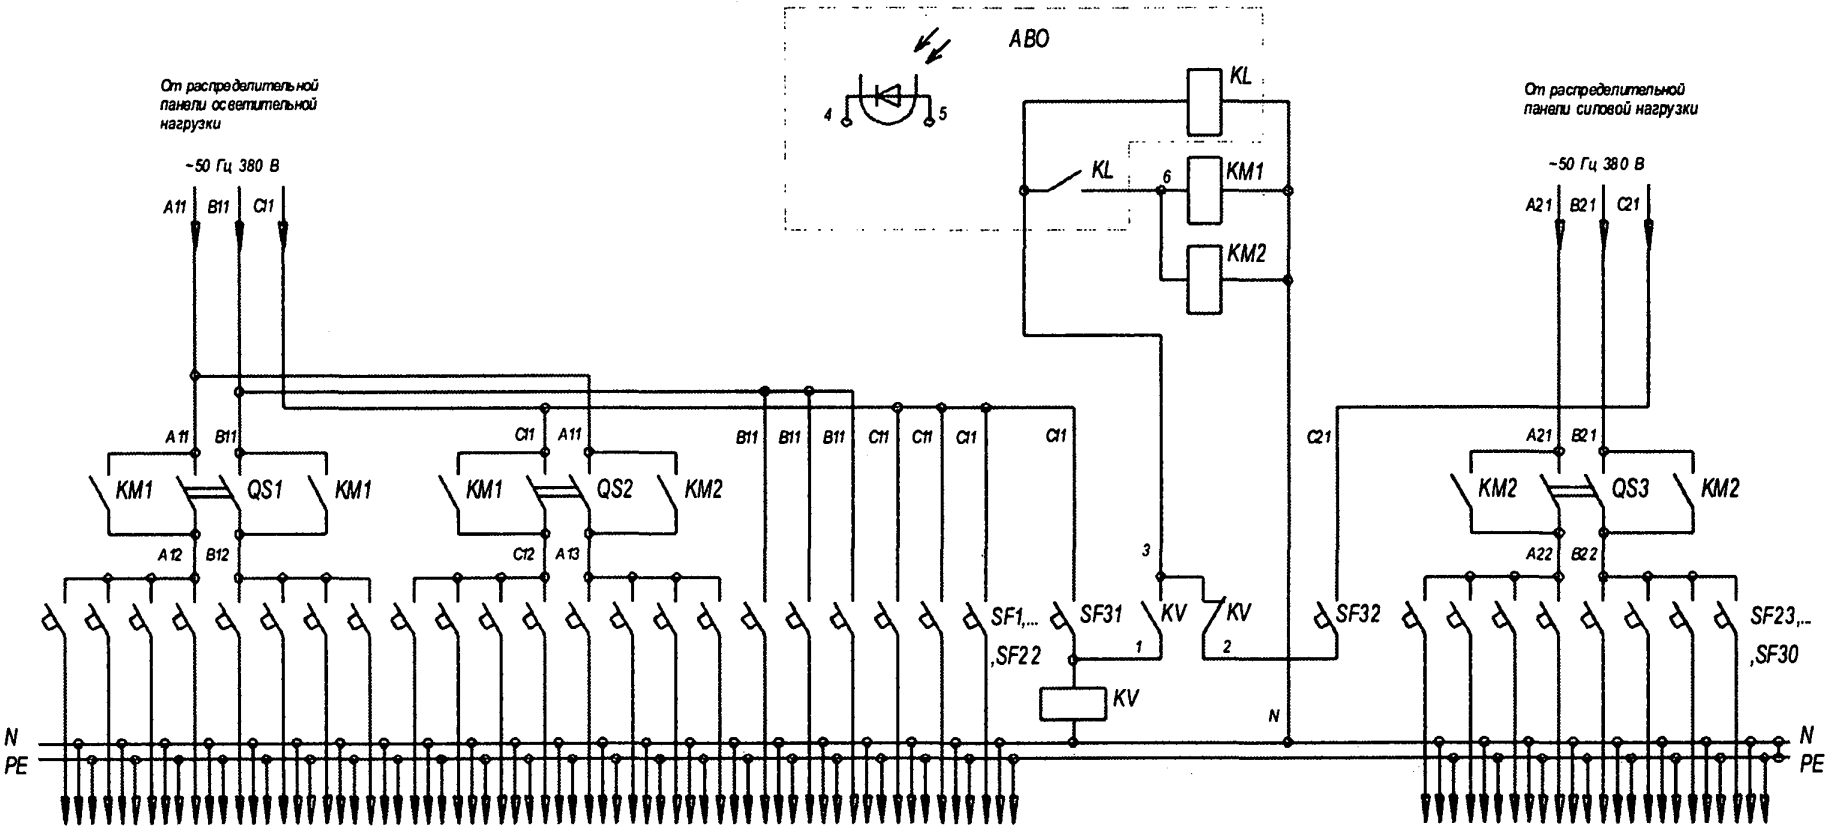 АВО
KL
От распределительной
панели осветительной
нагрузки
4
5
От распределительной
панели силовой нагрузки
~50 Гц 380 В
6
KL
KM1
~50 Гц 380 В
A11
B11
C11
A21
B21
C21
KM2
A11
B11
C11
A11
B11
B11
B11
C11
C11
C11
C11
C21
A21
B21
KM1
QS1
KM1
KM1
QS2
KM2
KM2
QS3
KM2
A12
B12
C12
A13
3
A22
B22
SF1,...
,SF22
SF31
KV
KV
SF32
SF23,...
,SF30
1
2
KV
N
N
PE
N
PE